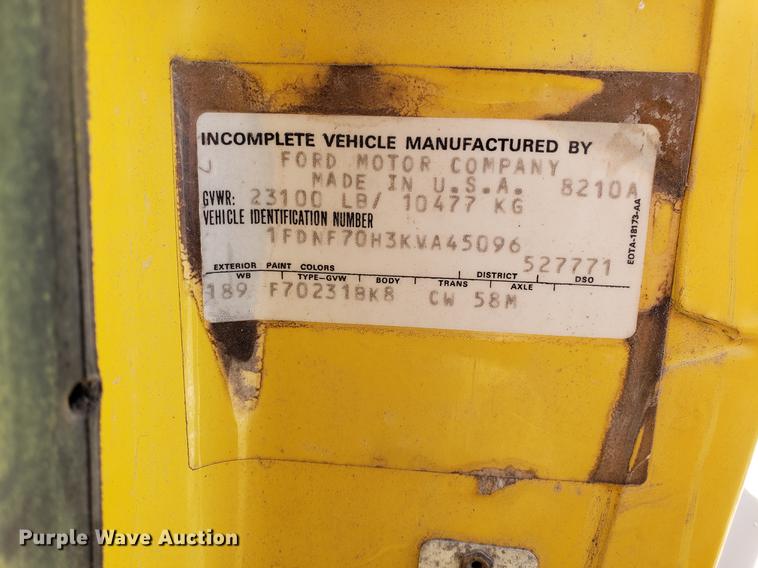 INCOMPLETE VEHICLE MANUFACTURED BY
FORD MOTOR COMPANY
MADE IN U.S.A. 8210A
GVWR: 23100 LB/ 10477 KG
VEHICLE IDENTIFICATION NUMBER
1FDNF70H3KVA45096
527771
EXTERIOR PAINT COLORS DISTRICT DSO
WB TYPE-GVW BODY TRANS AXLE
189 F70231BK8 CW 58M
EOTA-18173-AA
Purple Wave Auction